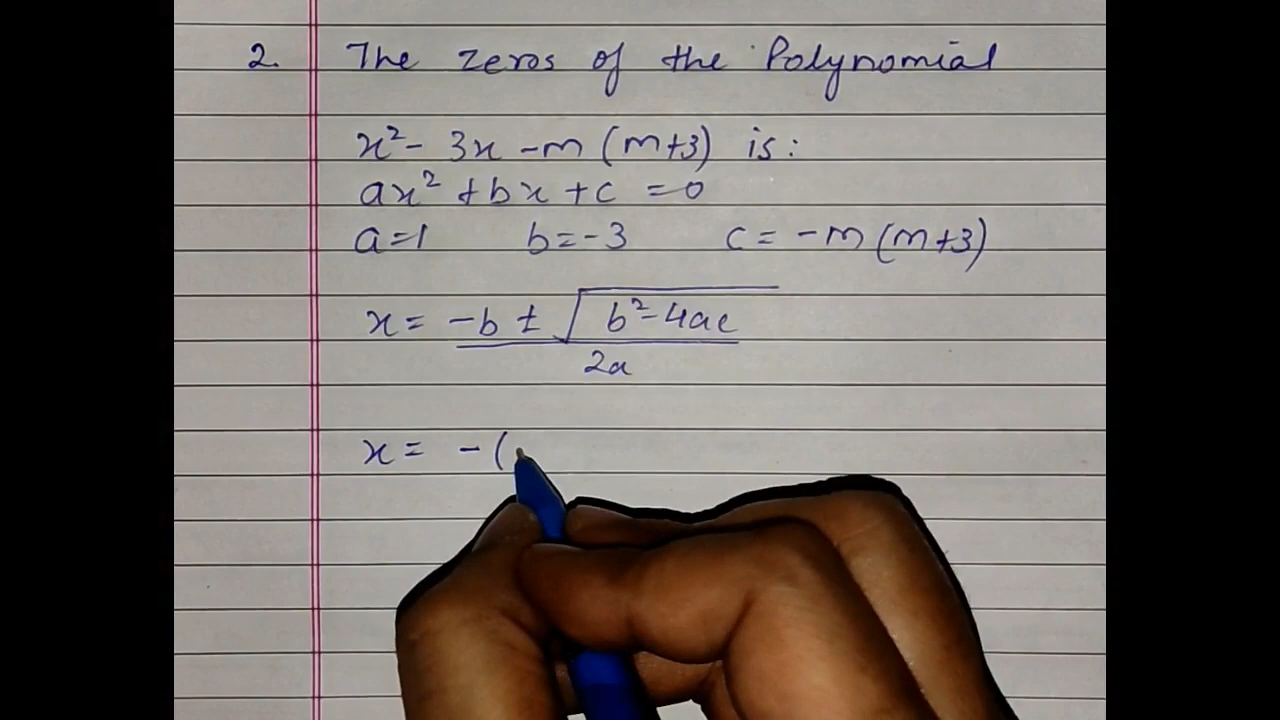 2. The zeros of the Polynomial
x² - 3x - m (m+3) is:
ax² + bx + c = 0
a=1 b=-3 c= -m (m+3)
x = -b ± √b²-4ac
2a
x = - (